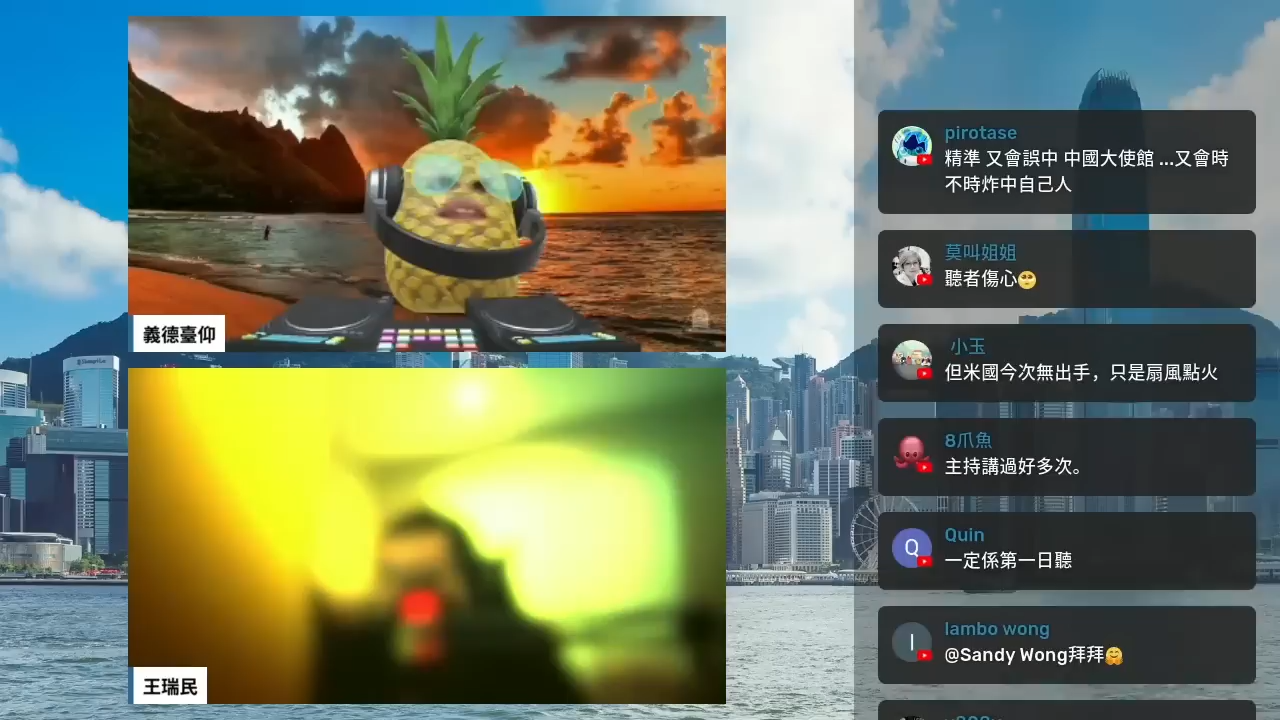 義德臺仰
王瑞民
pirotase
精準 又會誤中 中國大使館 ...又會時
不時炸中自己人
莫叫姐姐
聽者傷心🥺
小玉
但米國今次無出手，只是扇風點火
8爪魚
主持講過好多次。
Q
Quin
一定係第一日聽
I
lambo wong
@Sandy Wong拜拜🤗